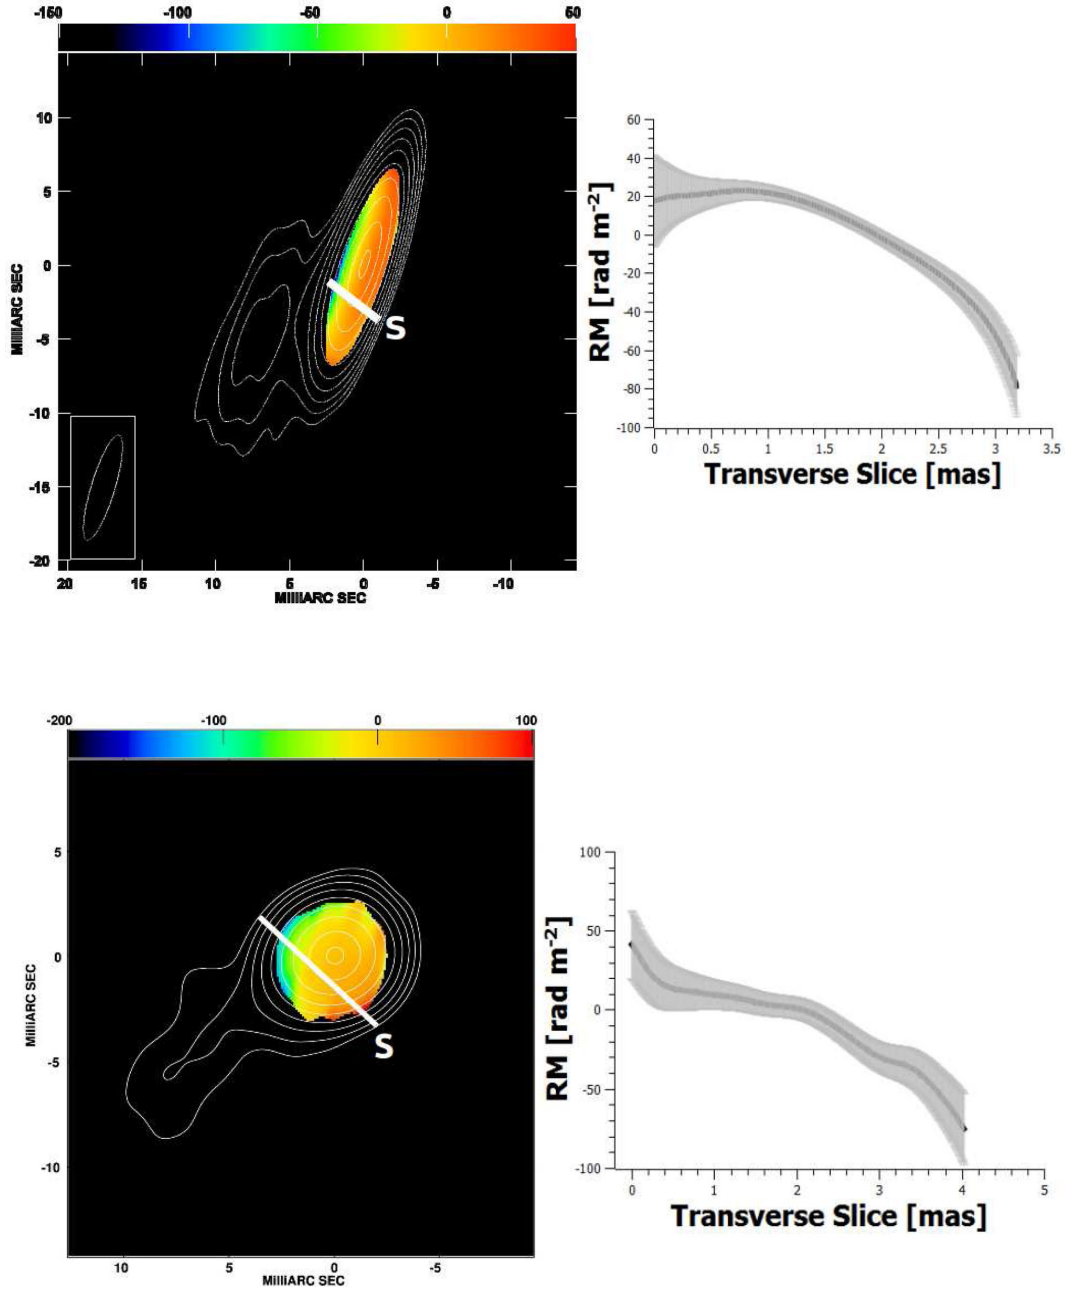 -150 -100 -50 0 50
10
5
0
-5
-10
-15
-20
MilliARC SEC
S
20 15 10 5 0 -5 -10
MilliARC SEC
60
40
20
0
-20
-40
-60
-80
-100
RM [rad m⁻²]
0 0.5 1 1.5 2 2.5 3 3.5
Transverse Slice [mas]
-200 -100 0 100
5
0
-5
-10
MilliARC SEC
S
10 5 0 -5
MilliARC SEC
100
50
0
-50
-100
RM [rad m⁻²]
0 1 2 3 4 5
Transverse Slice [mas]